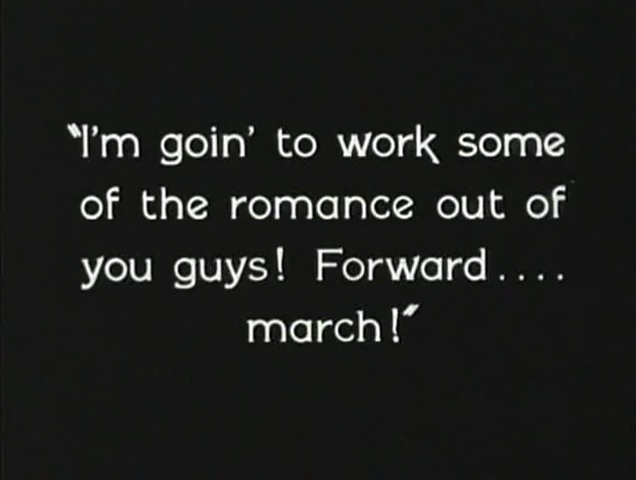 "I'm goin' to work some
of the romance out of
you guys! Forward....
march!"